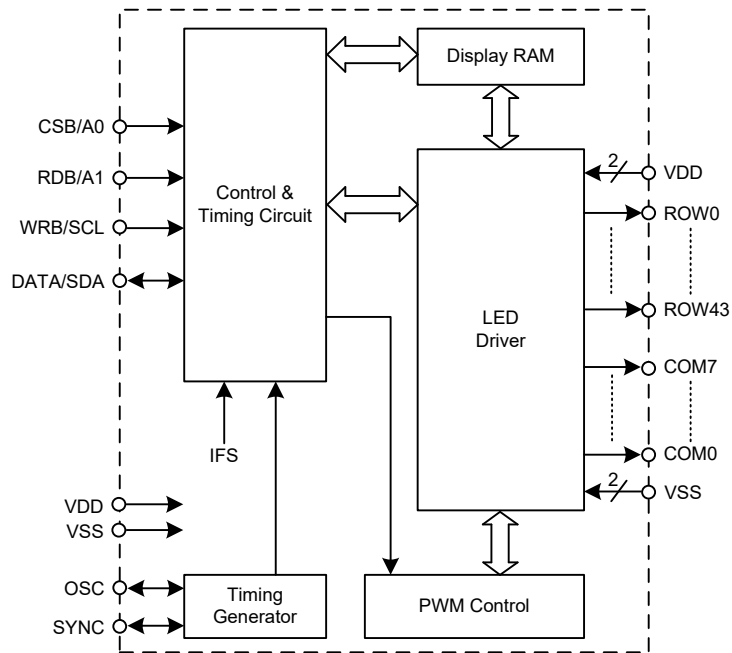 Display RAM
CSB/A0
RDB/A1
WRB/SCL
DATA/SDA
Control &
Timing Circuit
LED
Driver
2
VDD
ROW0
ROW43
COM7
COM0
2
VSS
IFS
VDD
VSS
OSC
SYNC
Timing
Generator
PWM Control